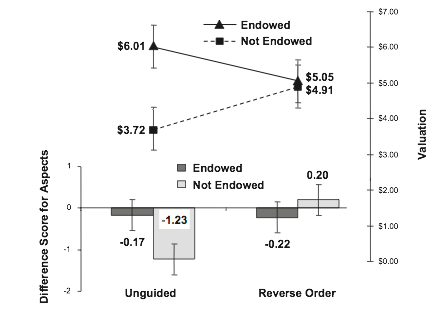 Endowed
Not Endowed
$7.00
$6.00
$5.00
$4.00
$3.00
$2.00
$1.00
$0.00
Valuation
$6.01
$3.72
$5.05
$4.91
Difference Score for Aspects
1
0
-1
-2
Endowed
Not Endowed
-0.17
-1.23
-0.22
0.20
Unguided
Reverse Order